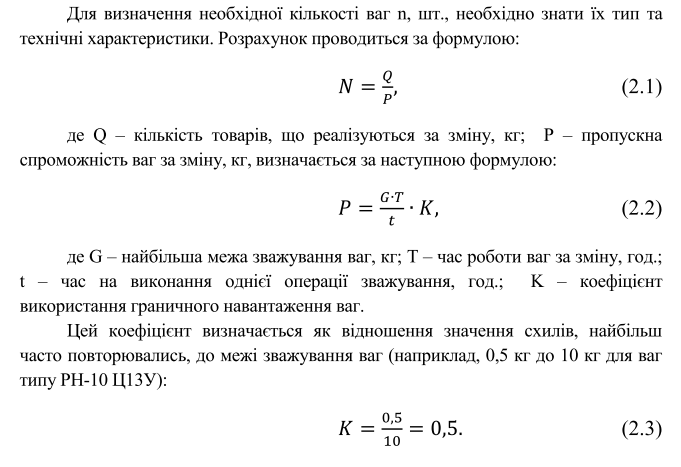 Для визначення необхідної кількості ваг n, шт., необхідно знати їх тип та
технічні характеристики. Розрахунок проводиться за формулою:
N = Q/P, (2.1)
де Q – кількість товарів, що реалізуються за зміну, кг; P – пропускна
спроможність ваг за зміну, кг, визначається за наступною формулою:
P = G·T/t · K, (2.2)
де G – найбільша межа зважування ваг, кг; T – час роботи ваг за зміну, год.;
t – час на виконання однієї операції зважування, год.; K – коефіцієнт
використання граничного навантаження ваг.
Цей коефіцієнт визначається як відношення значення схилів, найбільш
часто повторювались, до межі зважування ваг (наприклад, 0,5 кг до 10 кг для ваг
типу РН-10 Ц13У):
K = 0,5/10 = 0,5. (2.3)